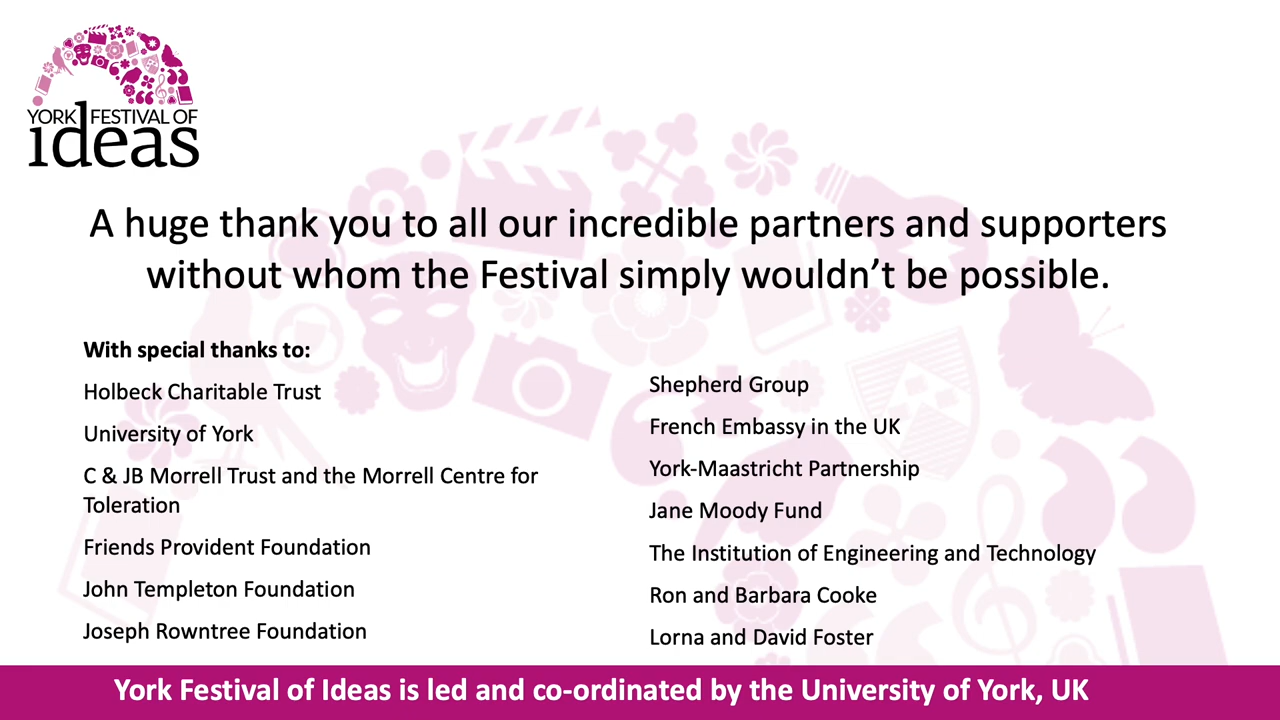 YORK FESTIVAL OF
ideas
A huge thank you to all our incredible partners and supporters
without whom the Festival simply wouldn’t be possible.
With special thanks to:
Holbeck Charitable Trust
University of York
C & JB Morrell Trust and the Morrell Centre for
Toleration
Friends Provident Foundation
John Templeton Foundation
Joseph Rowntree Foundation
Shepherd Group
French Embassy in the UK
York-Maastricht Partnership
Jane Moody Fund
The Institution of Engineering and Technology
Ron and Barbara Cooke
Lorna and David Foster
York Festival of Ideas is led and co-ordinated by the University of York, UK